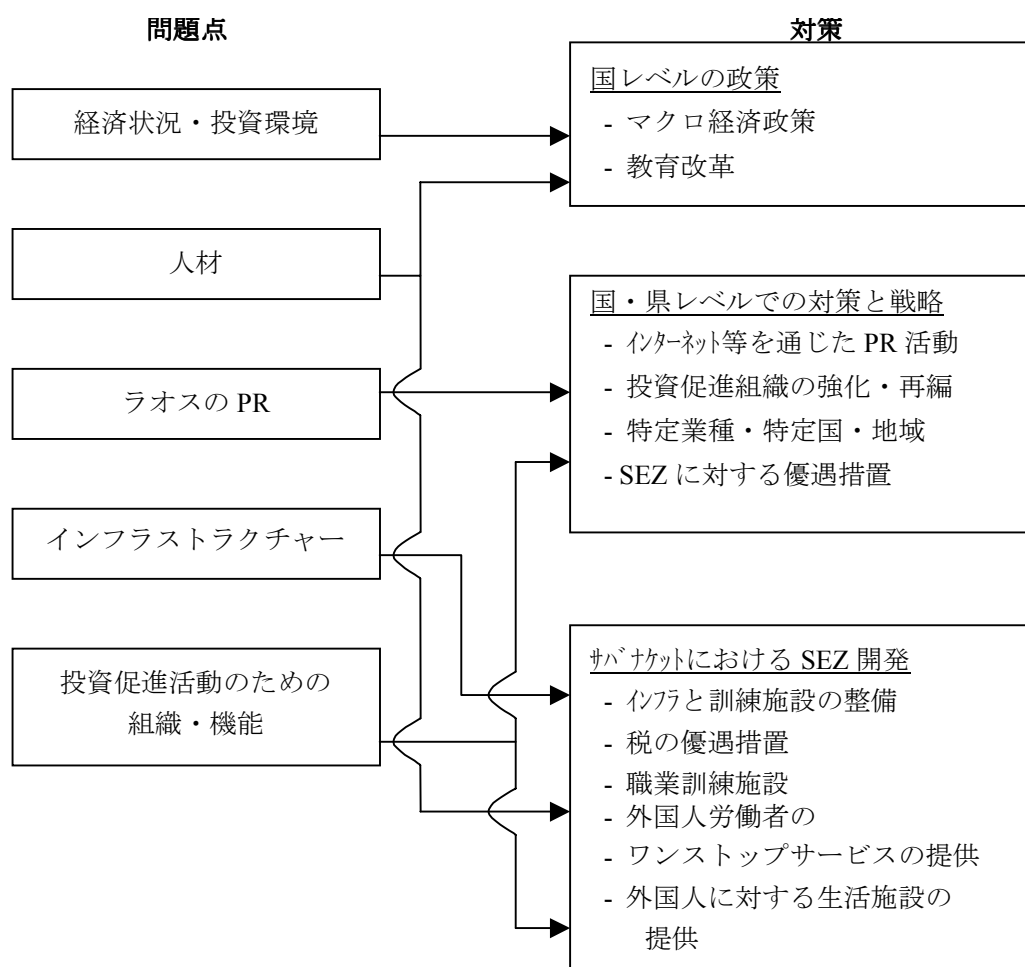 問題点
対策
経済状況・投資環境
人材
ラオスの PR
インフラストラクチャー
投資促進活動のための
組織・機能
国レベルの政策
- マクロ経済政策
- 教育改革
国・県レベルでの対策と戦略
- ｲﾝﾀｰﾈｯﾄ等を通じた PR 活動
- 投資促進組織の強化・再編
- 特定業種・特定国・地域
- SEZ に対する優遇措置
ｻﾊﾞﾅｹｯﾄにおける SEZ 開発
- ｲﾝﾌﾗと訓練施設の整備
- 税の優遇措置
- 職業訓練施設
- 外国人労働者の
- ワンストップサービスの提供
- 外国人に対する生活施設の
提供